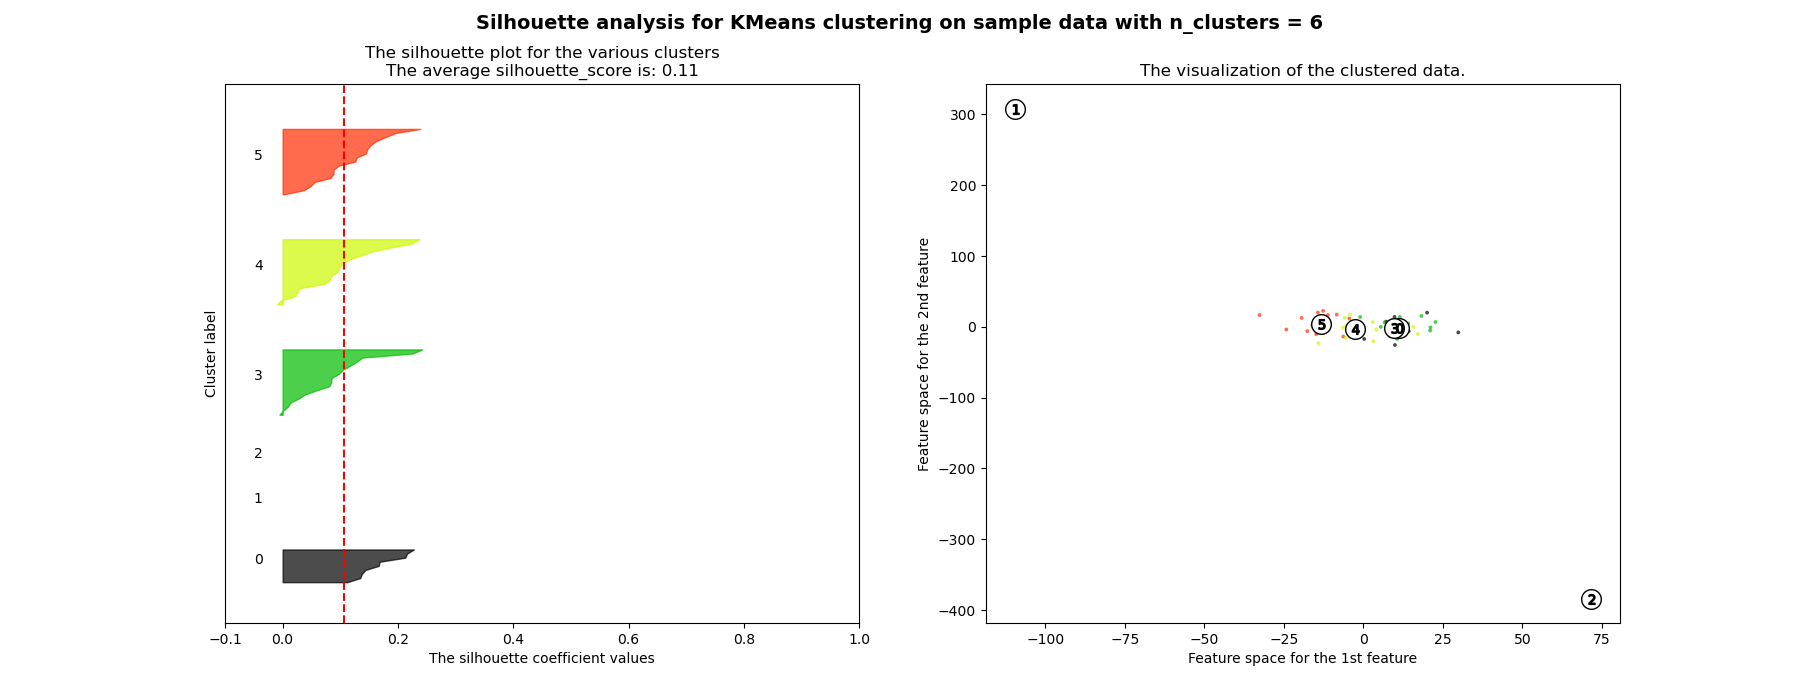 Silhouette analysis for KMeans clustering on sample data with n_clusters = 6
The silhouette plot for the various clusters
The average silhouette_score is: 0.11
5
4
3
2
1
0
Cluster label
−0.1 0.0 0.2 0.4 0.6 0.8 1.0
The silhouette coefficient values
The visualization of the clustered data.
300
200
100
0
−100
−200
−300
−400
Feature space for the 2nd feature
1
5 4 3 0
2
−100 −75 −50 −25 0 25 50 75
Feature space for the 1st feature